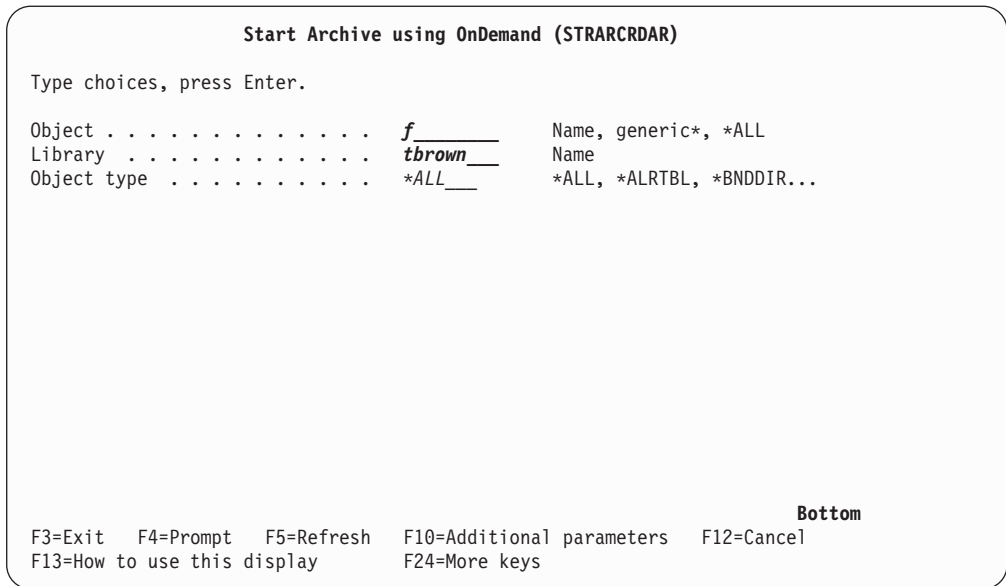 Start Archive using OnDemand (STRARCRDAR)
Type choices, press Enter.
Object . . . . . . . . . . . . . f________ Name, generic*, *ALL
Library . . . . . . . . . . . . tbrown___ Name
Object type . . . . . . . . . . *ALL___ *ALL, *ALRTBL, *BNDDIR...
Bottom
F3=Exit F4=Prompt F5=Refresh F10=Additional parameters F12=Cancel
F13=How to use this display F24=More keys